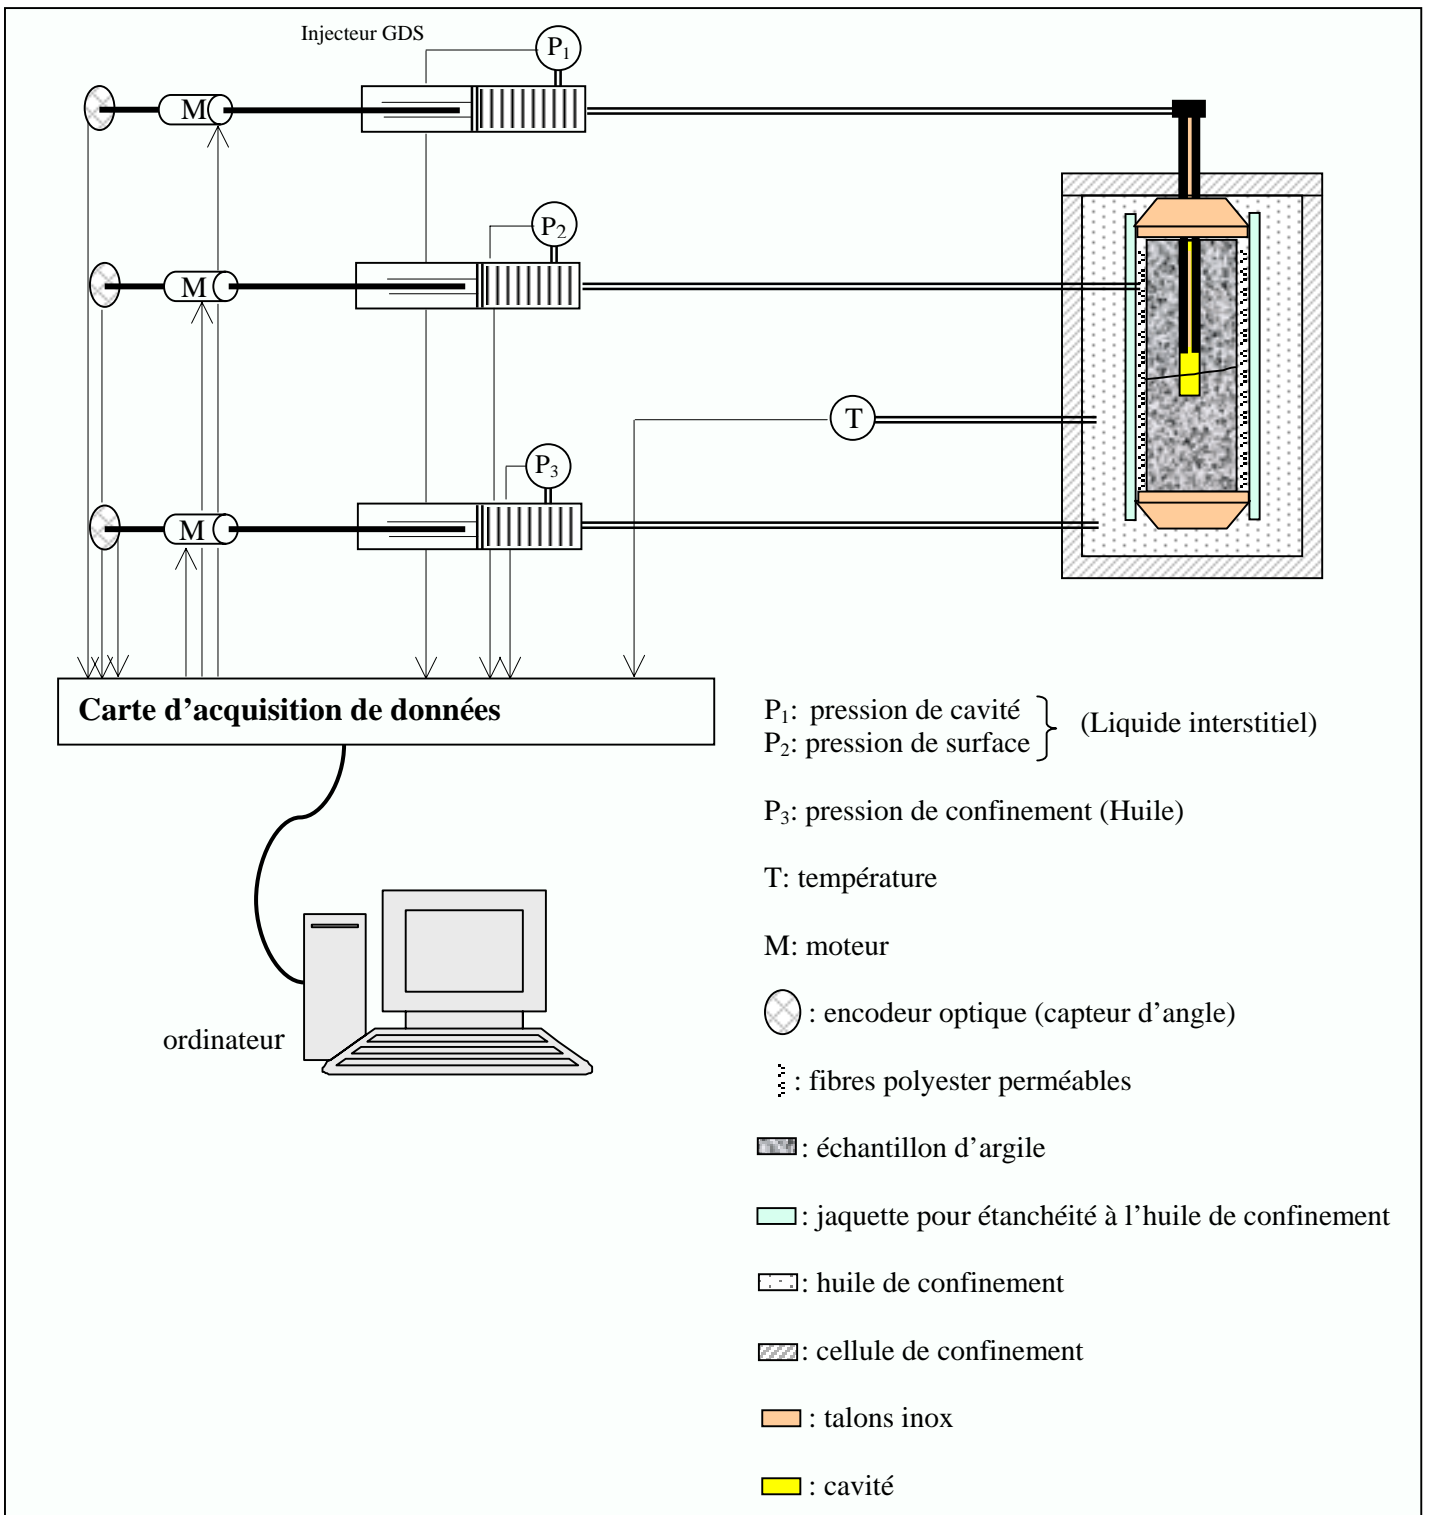 Injecteur GDS
P1
M
P2
M
T
P3
M
Carte d’acquisition de données
P1: pression de cavité
P2: pression de surface
(Liquide interstitiel)
P3: pression de confinement (Huile)
T: température
M: moteur
: encodeur optique (capteur d’angle)
ordinateur
: fibres polyester perméables
: échantillon d’argile
: jaquette pour étanchéité à l’huile de confinement
: huile de confinement
: cellule de confinement
: talons inox
: cavité